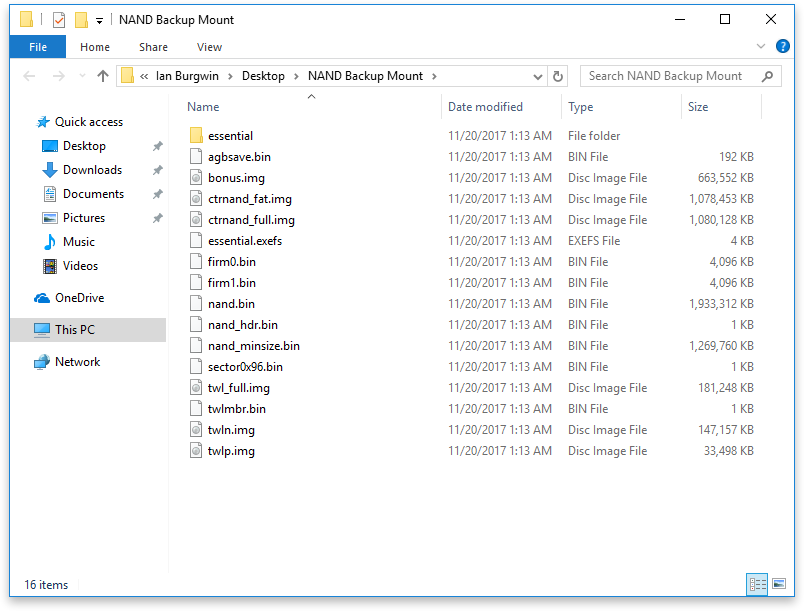 NAND Backup Mount
File Home Share View
« Ian Burgwin > Desktop > NAND Backup Mount > Search NAND Backup Mount
Name Date modified Type Size
Quick access
Desktop
Downloads
Documents
Pictures
Music
Videos
OneDrive
This PC
Network
essential 11/20/2017 1:13 AM File folder
agbsave.bin 11/20/2017 1:13 AM BIN File 192 KB
bonus.img 11/20/2017 1:13 AM Disc Image File 663,552 KB
ctrnand_fat.img 11/20/2017 1:13 AM Disc Image File 1,078,453 KB
ctrnand_full.img 11/20/2017 1:13 AM Disc Image File 1,080,128 KB
essential.exefs 11/20/2017 1:13 AM EXEFS File 4 KB
firm0.bin 11/20/2017 1:13 AM BIN File 4,096 KB
firm1.bin 11/20/2017 1:13 AM BIN File 4,096 KB
nand.bin 11/20/2017 1:13 AM BIN File 1,933,312 KB
nand_hdr.bin 11/20/2017 1:13 AM BIN File 1 KB
nand_minsize.bin 11/20/2017 1:13 AM BIN File 1,269,760 KB
sector0x96.bin 11/20/2017 1:13 AM BIN File 1 KB
twl_full.img 11/20/2017 1:13 AM Disc Image File 181,248 KB
twlmbr.bin 11/20/2017 1:13 AM BIN File 1 KB
twln.img 11/20/2017 1:13 AM Disc Image File 147,157 KB
twlp.img 11/20/2017 1:13 AM Disc Image File 33,498 KB
16 items